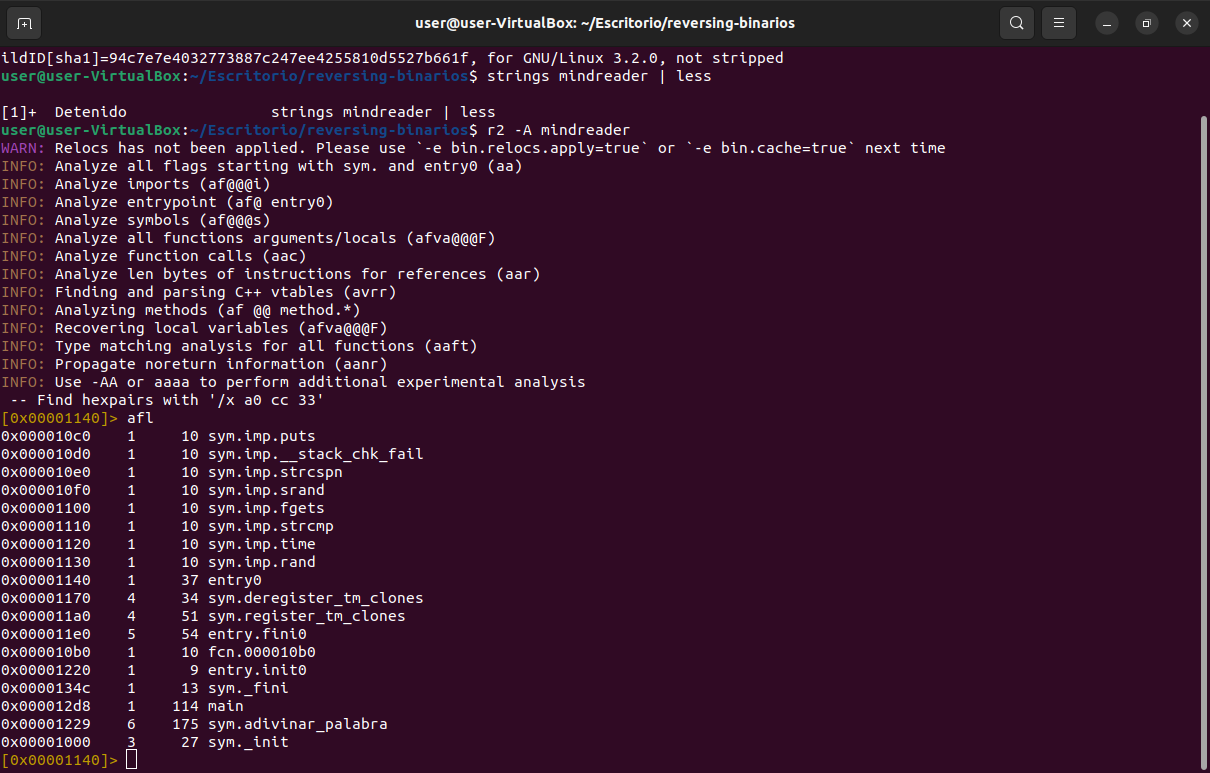 user@user-VirtualBox: ~/Escritorio/reversing-binarios
ildID[sha1]=94c7e7e4032773887c247ee4255810d5527b661f, for GNU/Linux 3.2.0, not stripped
user@user-VirtualBox:~/Escritorio/reversing-binarios$ strings mindreader | less

[1]+  Detenido                strings mindreader | less
user@user-VirtualBox:~/Escritorio/reversing-binarios$ r2 -A mindreader
WARN: Relocs has not been applied. Please use `-e bin.relocs.apply=true` or `-e bin.cache=true` next time
INFO: Analyze all flags starting with sym. and entry0 (aa)
INFO: Analyze imports (af@@@i)
INFO: Analyze entrypoint (af@ entry0)
INFO: Analyze symbols (af@@@s)
INFO: Analyze all functions arguments/locals (afva@@@F)
INFO: Analyze function calls (aac)
INFO: Analyze len bytes of instructions for references (aar)
INFO: Finding and parsing C++ vtables (avrr)
INFO: Analyzing methods (af @@ method.*)
INFO: Recovering local variables (afva@@@F)
INFO: Type matching analysis for all functions (aaft)
INFO: Propagate noreturn information (aanr)
INFO: Use -AA or aaaa to perform additional experimental analysis
 -- Find hexpairs with '/x a0 cc 33'
[0x00001140]> afl
0x000010c0    1     10 sym.imp.puts
0x000010d0    1     10 sym.imp.__stack_chk_fail
0x000010e0    1     10 sym.imp.strcspn
0x000010f0    1     10 sym.imp.srand
0x00001100    1     10 sym.imp.fgets
0x00001110    1     10 sym.imp.strcmp
0x00001120    1     10 sym.imp.time
0x00001130    1     10 sym.imp.rand
0x00001140    1     37 entry0
0x00001170    4     34 sym.deregister_tm_clones
0x000011a0    4     51 sym.register_tm_clones
0x000011e0    5     54 entry.fini0
0x000010b0    1     10 fcn.000010b0
0x00001220    1      9 entry.init0
0x0000134c    1     13 sym._fini
0x000012d8    1    114 main
0x00001229    6    175 sym.adivinar_palabra
0x00001000    3     27 sym._init
[0x00001140]>